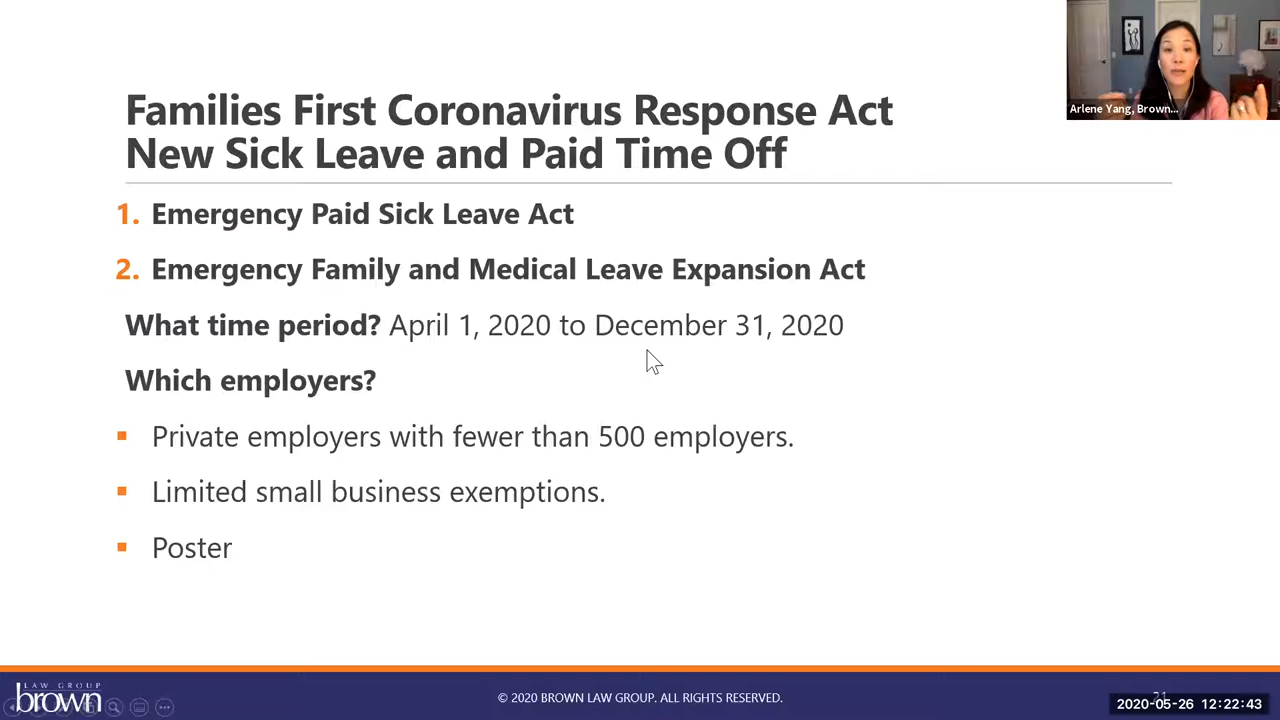 Arlene Yang, Brown...
Families First Coronavirus Response Act
New Sick Leave and Paid Time Off
1. Emergency Paid Sick Leave Act
2. Emergency Family and Medical Leave Expansion Act
What time period? April 1, 2020 to December 31, 2020
Which employers?
Private employers with fewer than 500 employers.
Limited small business exemptions.
Poster
LAW GROUP
brown
© 2020 BROWN LAW GROUP. ALL RIGHTS RESERVED.
2020-05-26 12:22:43